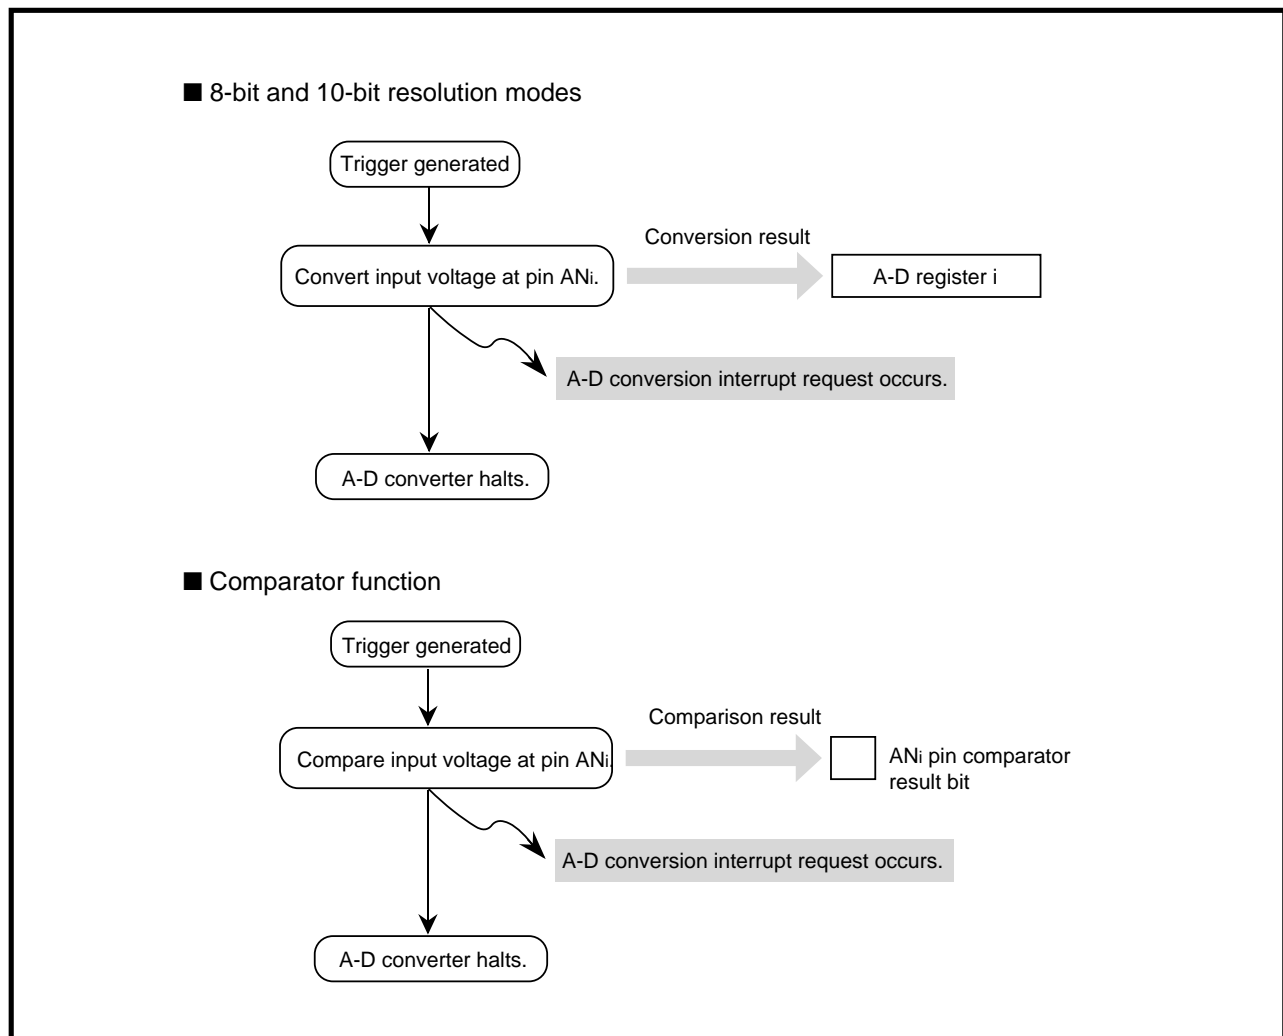 ■ 8-bit and 10-bit resolution modes
Trigger generated
Conversion result
Convert input voltage at pin ANi.
A-D register i
A-D conversion interrupt request occurs.
A-D converter halts.
■ Comparator function
Trigger generated
Comparison result
Compare input voltage at pin ANi.
ANi pin comparator
result bit
A-D conversion interrupt request occurs.
A-D converter halts.